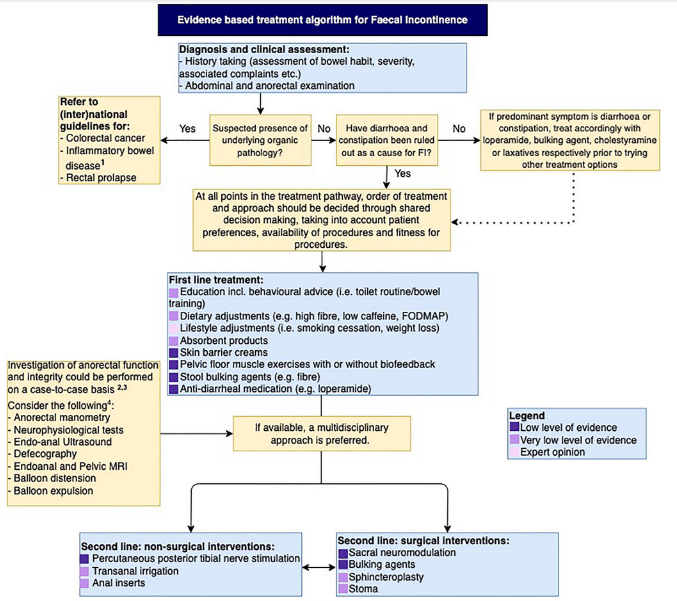 Evidence based treatment algorithm for Faecal Incontinence
Diagnosis and clinical assessment:
- History taking (assessment of bowel habit, severity,
associated complaints etc.)
- Abdominal and anorectal examination
Refer to
(inter)national
guidelines for:
- Colorectal cancer
- Inflammatory bowel
disease1
- Rectal prolapse
Yes
Suspected presence of
underlying organic
pathology?
No
Have diarrhoea and
constipation been ruled
out as a cause for FI?
No
If predominant symptom is diarrhoea or
constipation, treat accordingly with
loperamide, bulking agent, cholestyramine
or laxatives respectively prior to trying
other treatment options
Yes
At all points in the treatment pathway, order of treatment
and approach should be decided through shared
decision making, taking into account patient
preferences, availability of procedures and fitness for
procedures.
First line treatment:
Education incl. behavioural advice (i.e. toilet routine/bowel
training)
Dietary adjustments (e.g. high fibre, low caffeine, FODMAP)
Lifestyle adjustments (i.e. smoking cessation, weight loss)
Absorbent products
Skin barrier creams
Pelvic floor muscle exercises with or without biofeedback
Stool bulking agents (e.g. fibre)
Anti-diarrheal medication (e.g. loperamide)
Investigation of anorectal function
and integrity could be performed
on a case-to-case basis 2,3
Consider the following4:
- Anorectal manometry
- Neurophysiological tests
- Endo-anal Ultrasound
- Defecography
- Endoanal and Pelvic MRI
- Balloon distension
- Balloon expulsion
If available, a multidisciplinary
approach is preferred.
Legend
Low level of evidence
Very low level of evidence
Expert opinion
Second line: non-surgical interventions:
Percutaneous posterior tibial nerve stimulation
Transanal irrigation
Anal inserts
Second line: surgical interventions:
Sacral neuromodulation
Bulking agents
Sphincteroplasty
Stoma